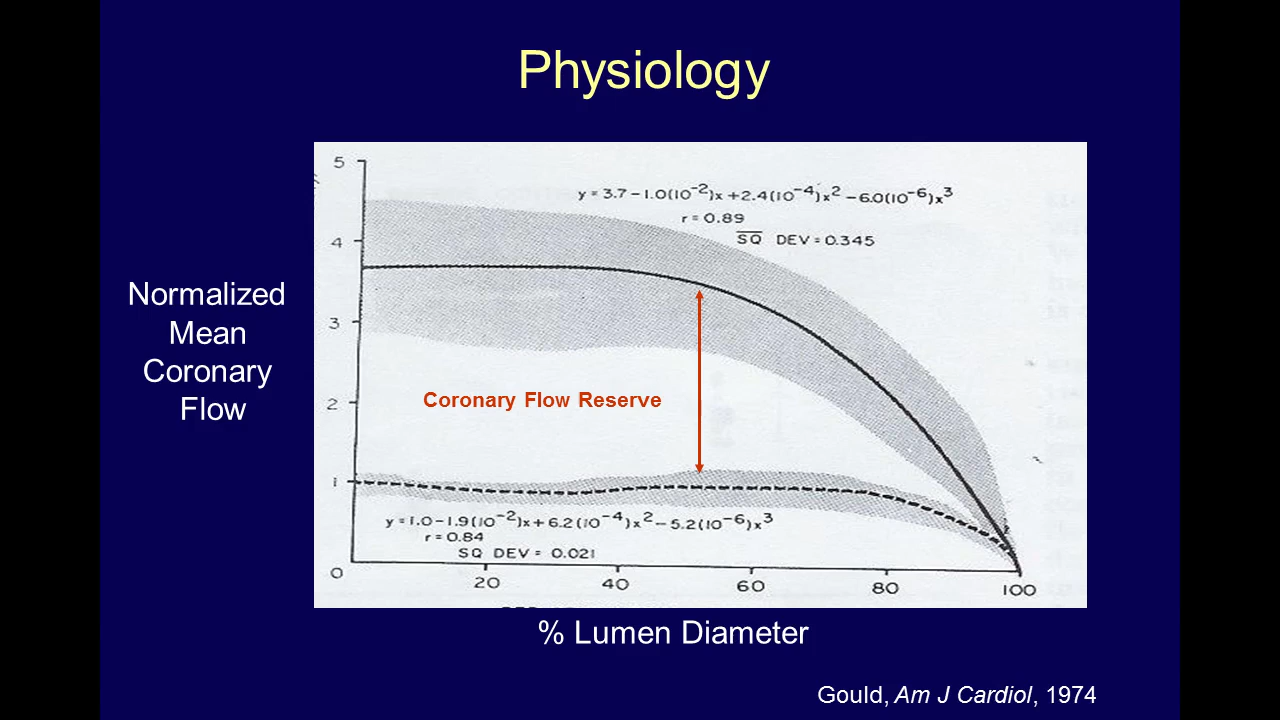 Physiology
Normalized
Mean
Coronary
Flow
5
4
3
2
1
0
y = 3.7 - 1.0(10⁻²)x + 2.4(10⁻⁴)x² - 6.0(10⁻⁶)x³
r = 0.89
S̅Q̅ DEV = 0.345
Coronary Flow Reserve
y = 1.0 - 1.9(10⁻²)x + 6.2(10⁻⁴)x² - 5.2(10⁻⁶)x³
r = 0.84
SQ DEV = 0.021
20 40 60 80 100
% Lumen Diameter
Gould, Am J Cardiol, 1974